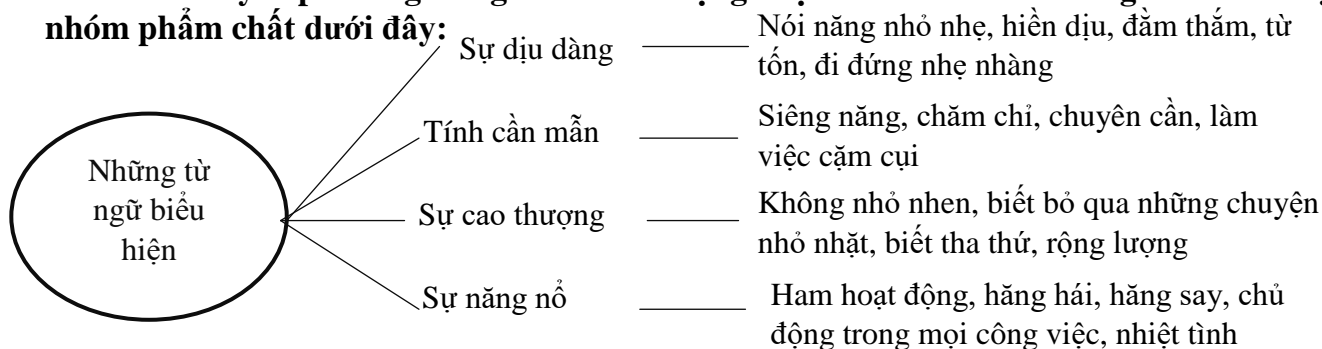 nhóm phẩm chất dưới đây:
Sự dịu dàng
Nói năng nhỏ nhẹ, hiền dịu, đằm thắm, từ
tốn, đi đứng nhẹ nhàng
Tính cần mẫn
Siêng năng, chăm chỉ, chuyên cần, làm
việc cặm cụi
Những từ
ngữ biểu
hiện
Sự cao thượng
Không nhỏ nhen, biết bỏ qua những chuyện
nhỏ nhặt, biết tha thứ, rộng lượng
Sự năng nổ
Ham hoạt động, hăng hái, hăng say, chủ
động trong mọi công việc, nhiệt tình